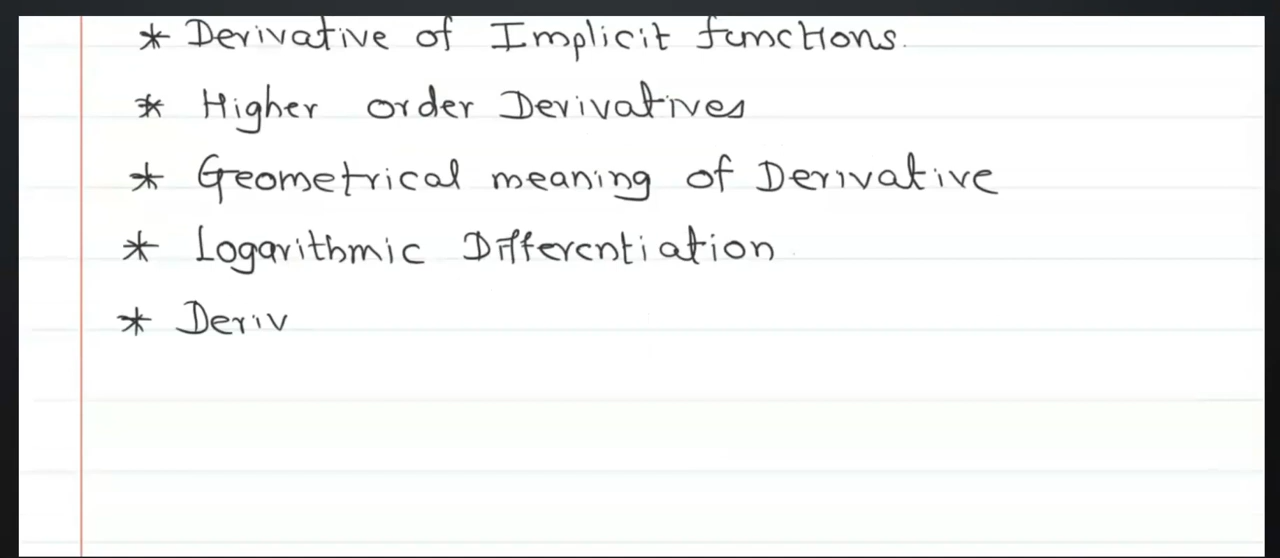 * Derivative of Implicit functions.
* Higher order Derivatives
* Geometrical meaning of Derivative
* Logarithmic Differentiation
* Deriv